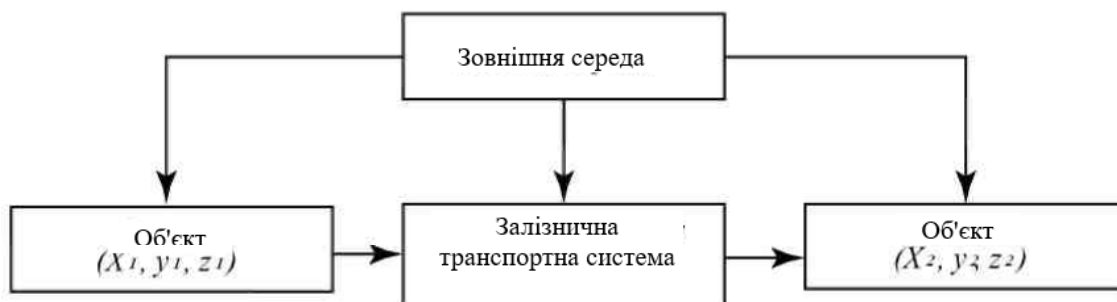 Зовнішня середа
Об'єкт
(X1, y1, z1)
Залізнична
транспортна система
Об'єкт
(X2, y2 z2)